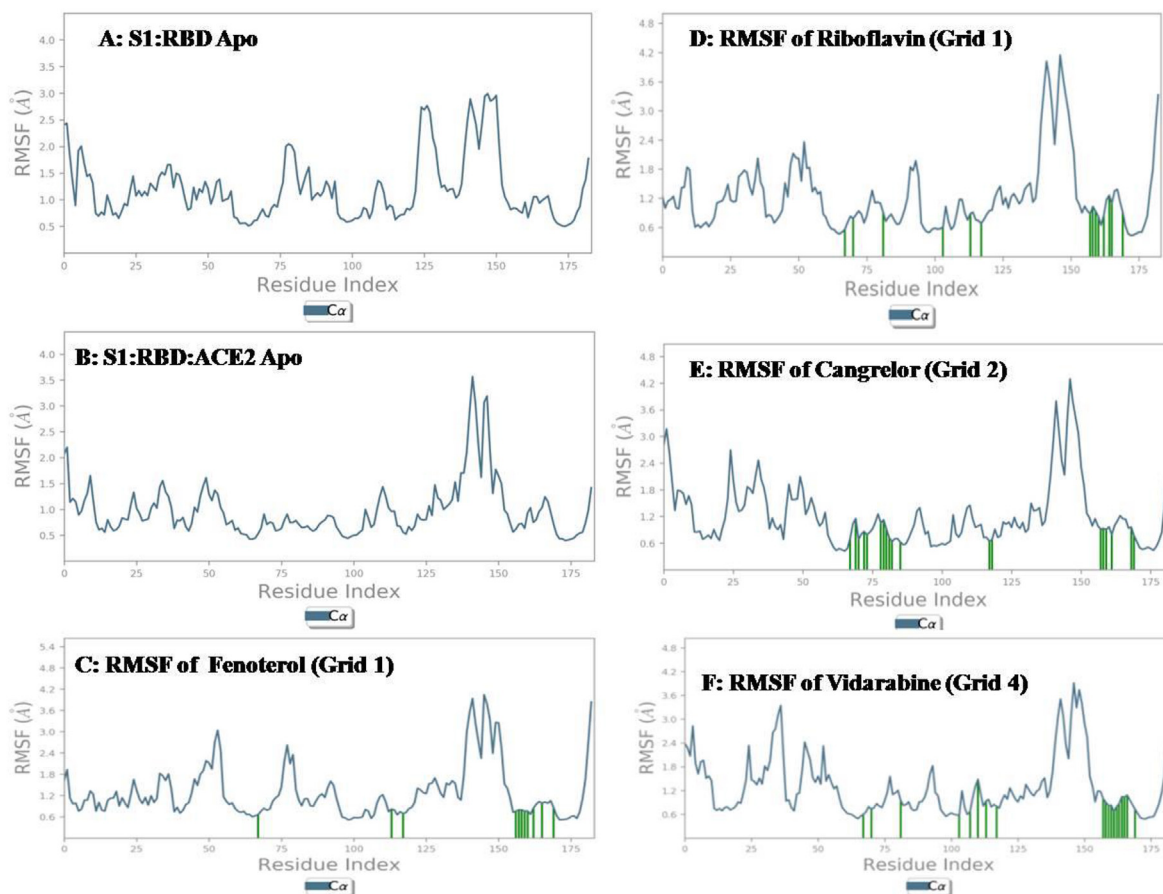 A: S1:RBD Apo
RMSF (Å)
4.0
3.5
3.0
2.5
2.0
1.5
1.0
0.5
0 25 50 75 100 125 150 175
Residue Index
Cα
B: S1:RBD:ACE2 Apo
RMSF (Å)
4.0
3.5
3.0
2.5
2.0
1.5
1.0
0.5
0 25 50 75 100 125 150 175
Residue Index
Cα
C: RMSF of Fenoterol (Grid 1)
RMSF (Å)
5.4
4.8
4.2
3.6
3.0
2.4
1.8
1.2
0.6
0 25 50 75 100 125 150 175
Residue Index
Cα
D: RMSF of Riboflavin (Grid 1)
RMSF (Å)
4.8
4.2
3.6
3.0
2.4
1.8
1.2
0.6
0 25 50 75 100 125 150 175
Residue Index
Cα
E: RMSF of Cangrelor (Grid 2)
RMSF (Å)
4.8
4.2
3.6
3.0
2.4
1.8
1.2
0.6
0 25 50 75 100 125 150 175
Residue Index
Cα
F: RMSF of Vidarabine (Grid 4)
RMSF (Å)
4.8
4.2
3.6
3.0
2.4
1.8
1.2
0.6
0 25 50 75 100 125 150 175
Residue Index
Cα